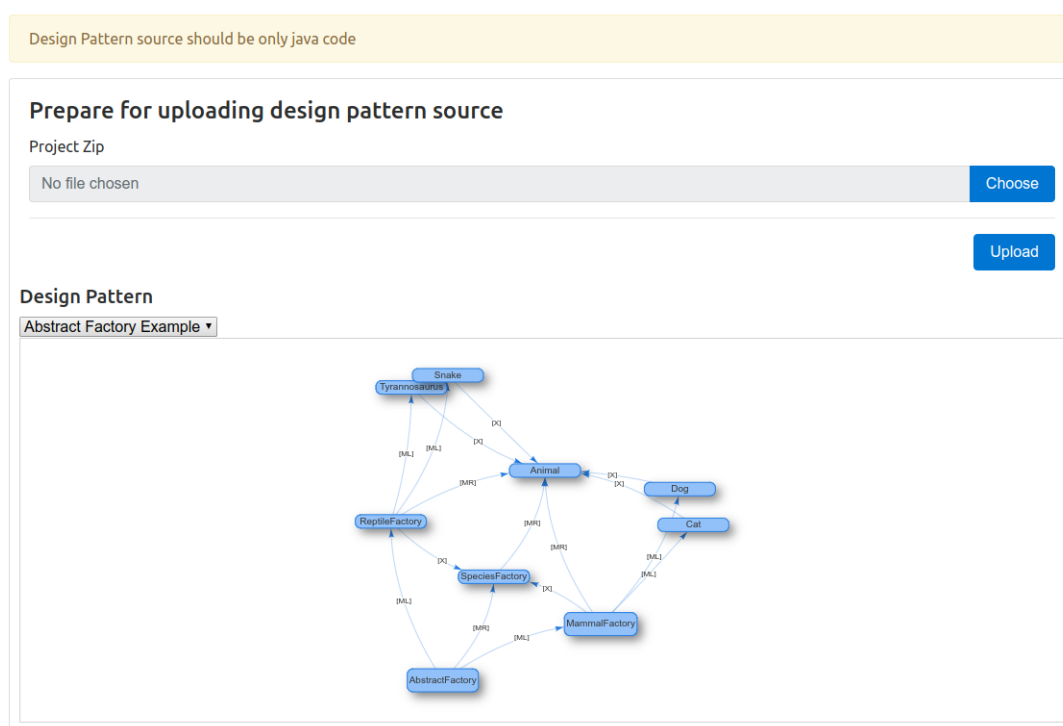 Design Pattern source should be only java code
Prepare for uploading design pattern source
Project Zip
No file chosen
Choose
Upload
Design Pattern
Abstract Factory Example
Snake
Tyrannosaurus
[X]
[X]
[ML]
[ML]
Animal
[MR]
[X]
[X]
Dog
ReptileFactory
Cat
[MR]
[MR]
[ML]
[X]
[ML]
SpeciesFactory
[X]
[ML]
MammalFactory
[MR]
[ML]
AbstractFactory